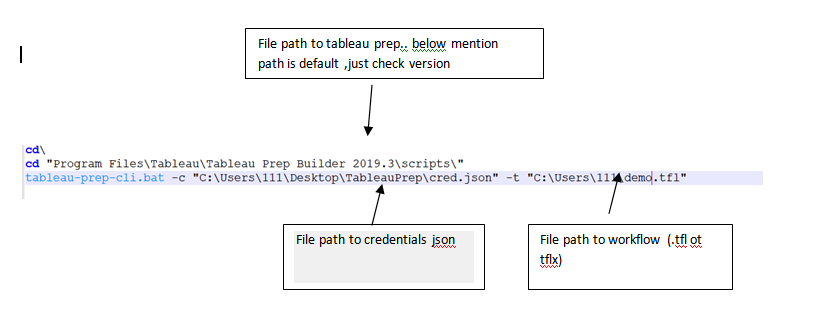 File path to tableau prep.. below mention
path is default ,just check version
cd\
cd "Program Files\Tableau\Tableau Prep Builder 2019.3\scripts\"
tableau-prep-cli.bat -c "C:\Users\111\Desktop\TableauPrep\cred.json" -t "C:\Users\111\demo.tfl"
File path to credentials json
File path to workflow (.tfl ot
tflx)